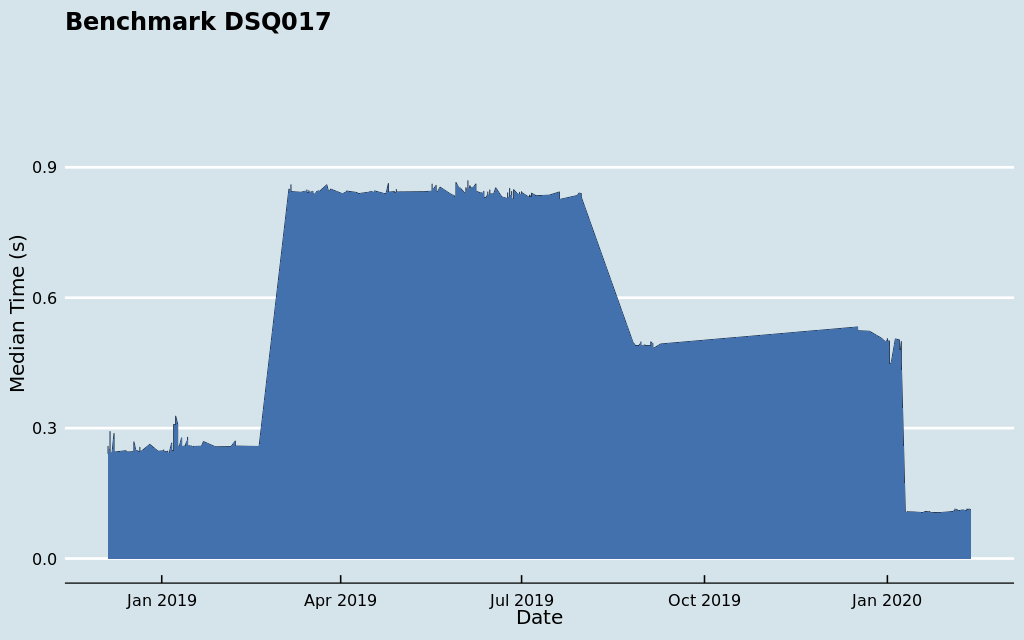 Benchmark DSQ017
Median Time (s)
0.9
0.6
0.3
0.0
Jan 2019
Apr 2019
Jul 2019
Oct 2019
Jan 2020
Date